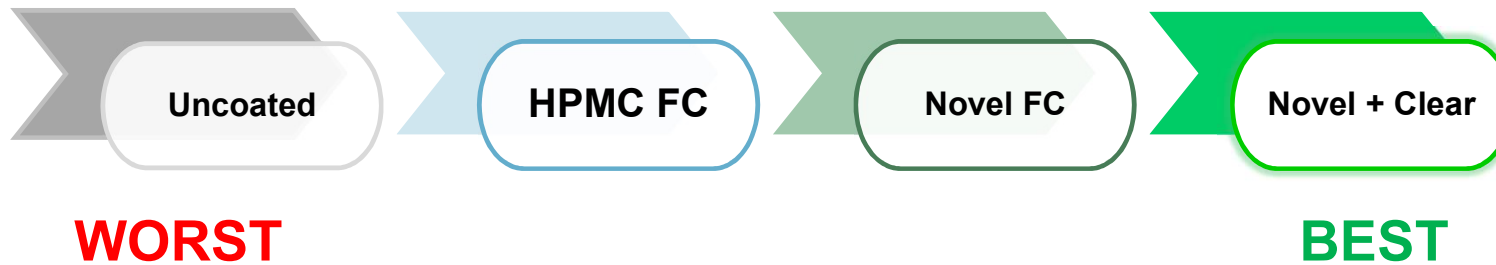 Uncoated
HPMC FC
Novel FC
Novel + Clear
WORST
BEST